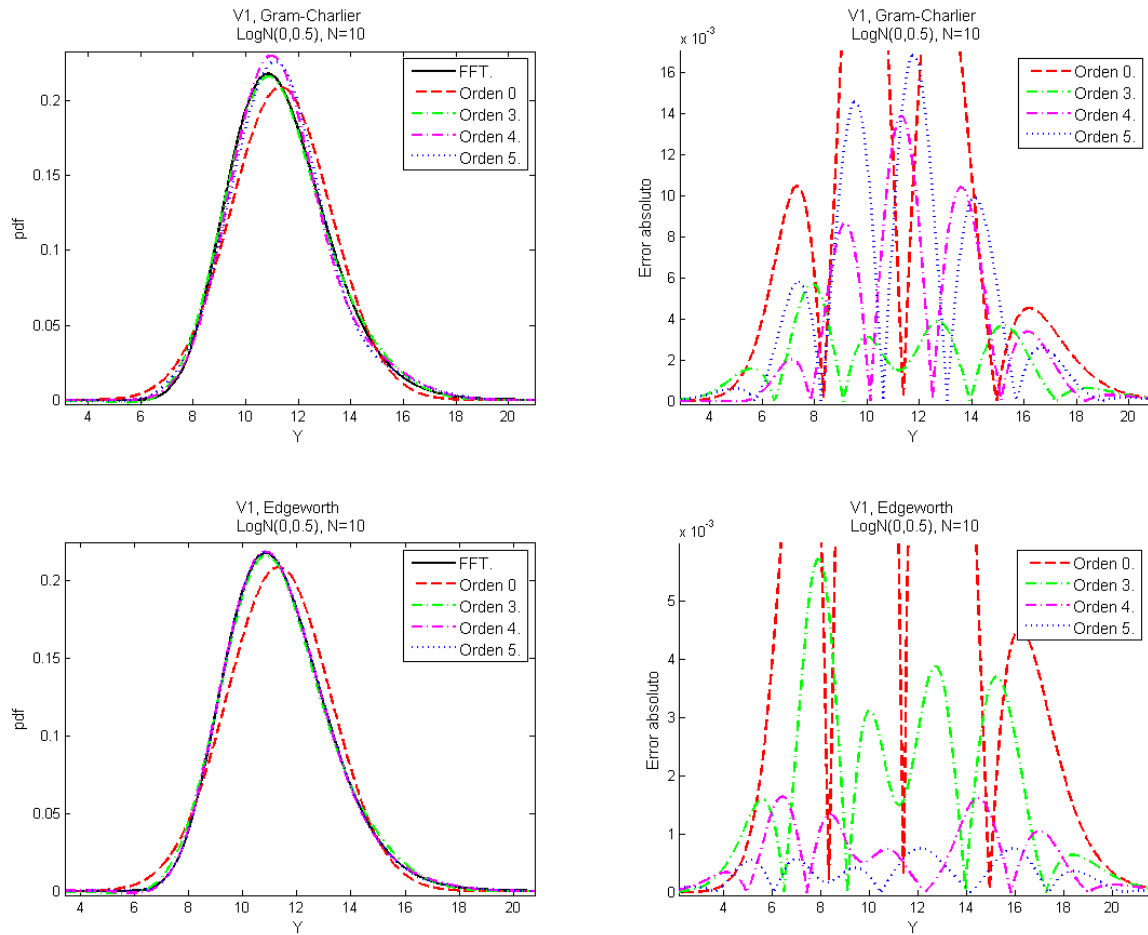 V1, Gram-Charlier
LogN(0,0.5), N=10
FFT.
Orden 0
Orden 3.
Orden 4.
Orden 5.
pdf
0.2
0.15
0.1
0.05
0
4 6 8 10 12 14 16 18 20
Y
V1, Gram-Charlier
LogN(0,0.5), N=10
x 10^-3
Orden 0.
Orden 3.
Orden 4.
Orden 5.
Error absoluto
16
14
12
10
8
6
4
2
0
4 6 8 10 12 14 16 18 20
Y
V1, Edgeworth
LogN(0,0.5), N=10
FFT.
Orden 0
Orden 3.
Orden 4.
Orden 5.
pdf
0.2
0.15
0.1
0.05
0
4 6 8 10 12 14 16 18 20
Y
V1, Edgeworth
LogN(0,0.5), N=10
x 10^-3
Orden 0.
Orden 3.
Orden 4.
Orden 5.
Error absoluto
5
4
3
2
1
0
4 6 8 10 12 14 16 18 20
Y